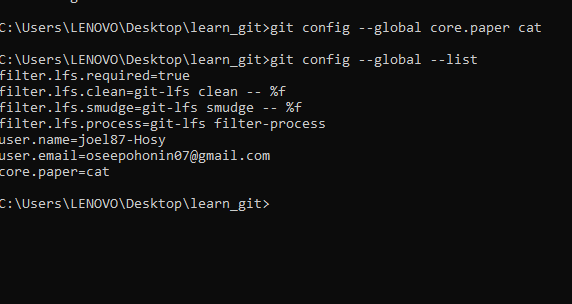 C:\Users\LENOVO\Desktop\learn_git>git config --global core.paper cat
C:\Users\LENOVO\Desktop\learn_git>git config --global --list
filter.lfs.required=true
filter.lfs.clean=git-lfs clean -- %f
filter.lfs.smudge=git-lfs smudge -- %f
filter.lfs.process=git-lfs filter-process
user.name=joel87-Hosy
user.email=oseepohonin07@gmail.com
core.paper=cat
C:\Users\LENOVO\Desktop\learn_git>